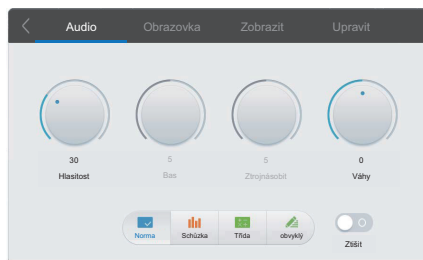 Audio Obrazovka Zobrazit Upravit
30 5 5 0
Hlasitost Bas Ztrojnásobit Váhy
Norma Schůzka Třída obvyklý
Ztišit